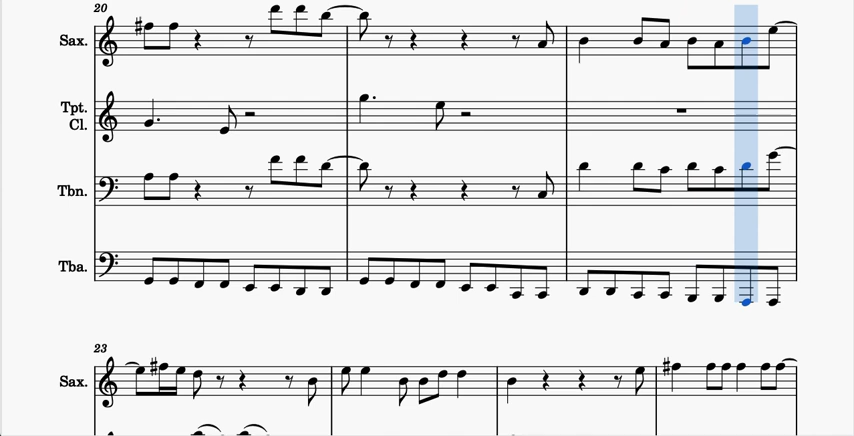 20
Sax.
Tpt.
Cl.
Tbn.
Tba.
23
Sax.